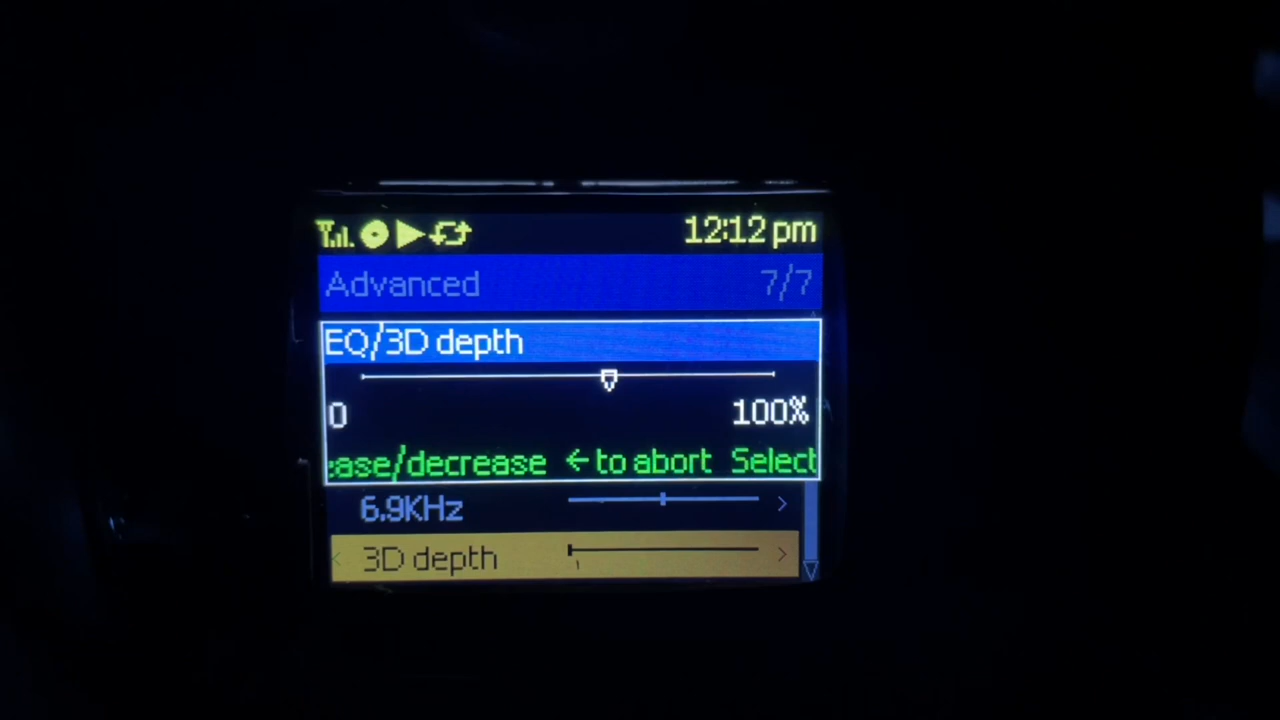 12:12 pm
Advanced 7/7
EQ/3D depth
0 100%
ease/decrease ← to abort Select
6.9KHz >
< 3D depth >